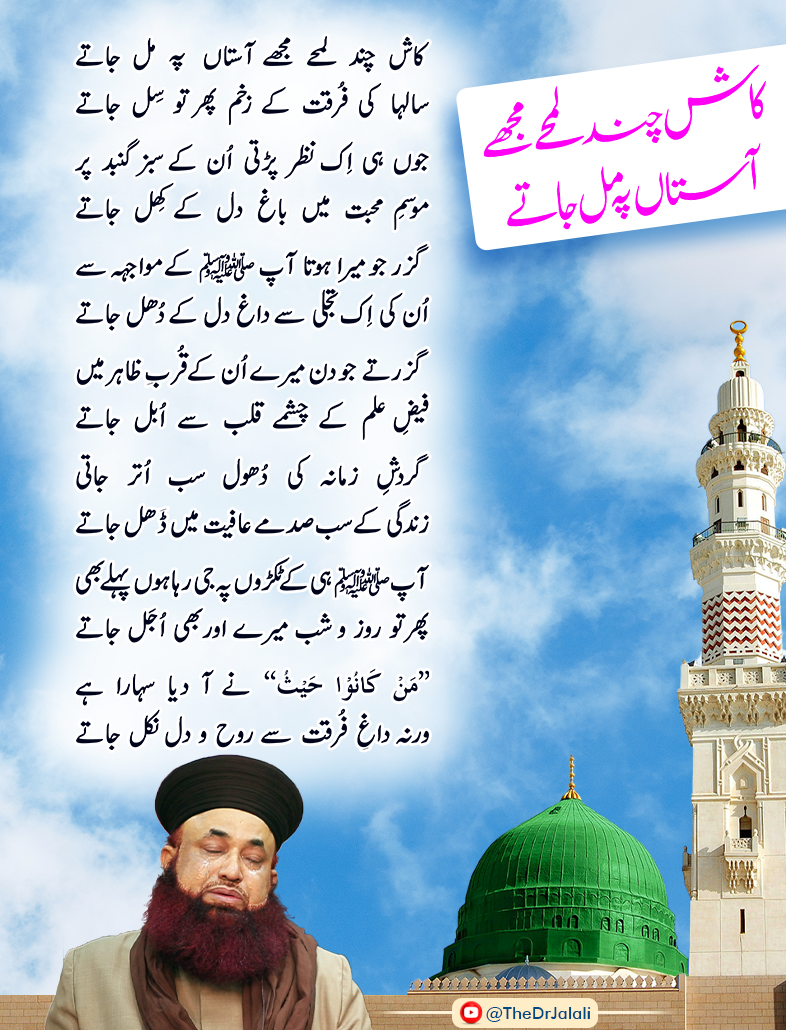 کاش چند لمحے مجھے
آستاں پہ مل جاتے
کاش چند لمحے مجھے آستاں پہ مل جاتے
سالہا کی فُرقت کے زخم پھر تو سِل جاتے
جوں ہی اِک نظر پڑتی اُن کے سبز گنبد پر
موسمِ محبت میں باغ دل کے کِھل جاتے
گزر جو میرا ہوتا آپ ﷺ کے مواجہہ سے
اُن کی اِک تجلی سے داغ دل کے دُھل جاتے
گزرتے جو دن میرے اُن کے قُربِ ظاہر میں
فیضِ علم کے چشمے قلب سے اُبل جاتے
گردشِ زمانہ کی دُھول سب اُتر جاتی
زندگی کے سب صدمے عافیت میں ڈَھل جاتے
آپ ﷺ ہی کے ٹکڑوں پہ جی رہا ہوں پہلے بھی
پھر تو روز و شب میرے اور بھی اُجَل جاتے
”مَنْ كَانُوْا حَيْثُ“ نے آ دیا سہارا ہے
ورنہ داغِ فُرقت سے روح و دل نکل جاتے
@TheDrJalali